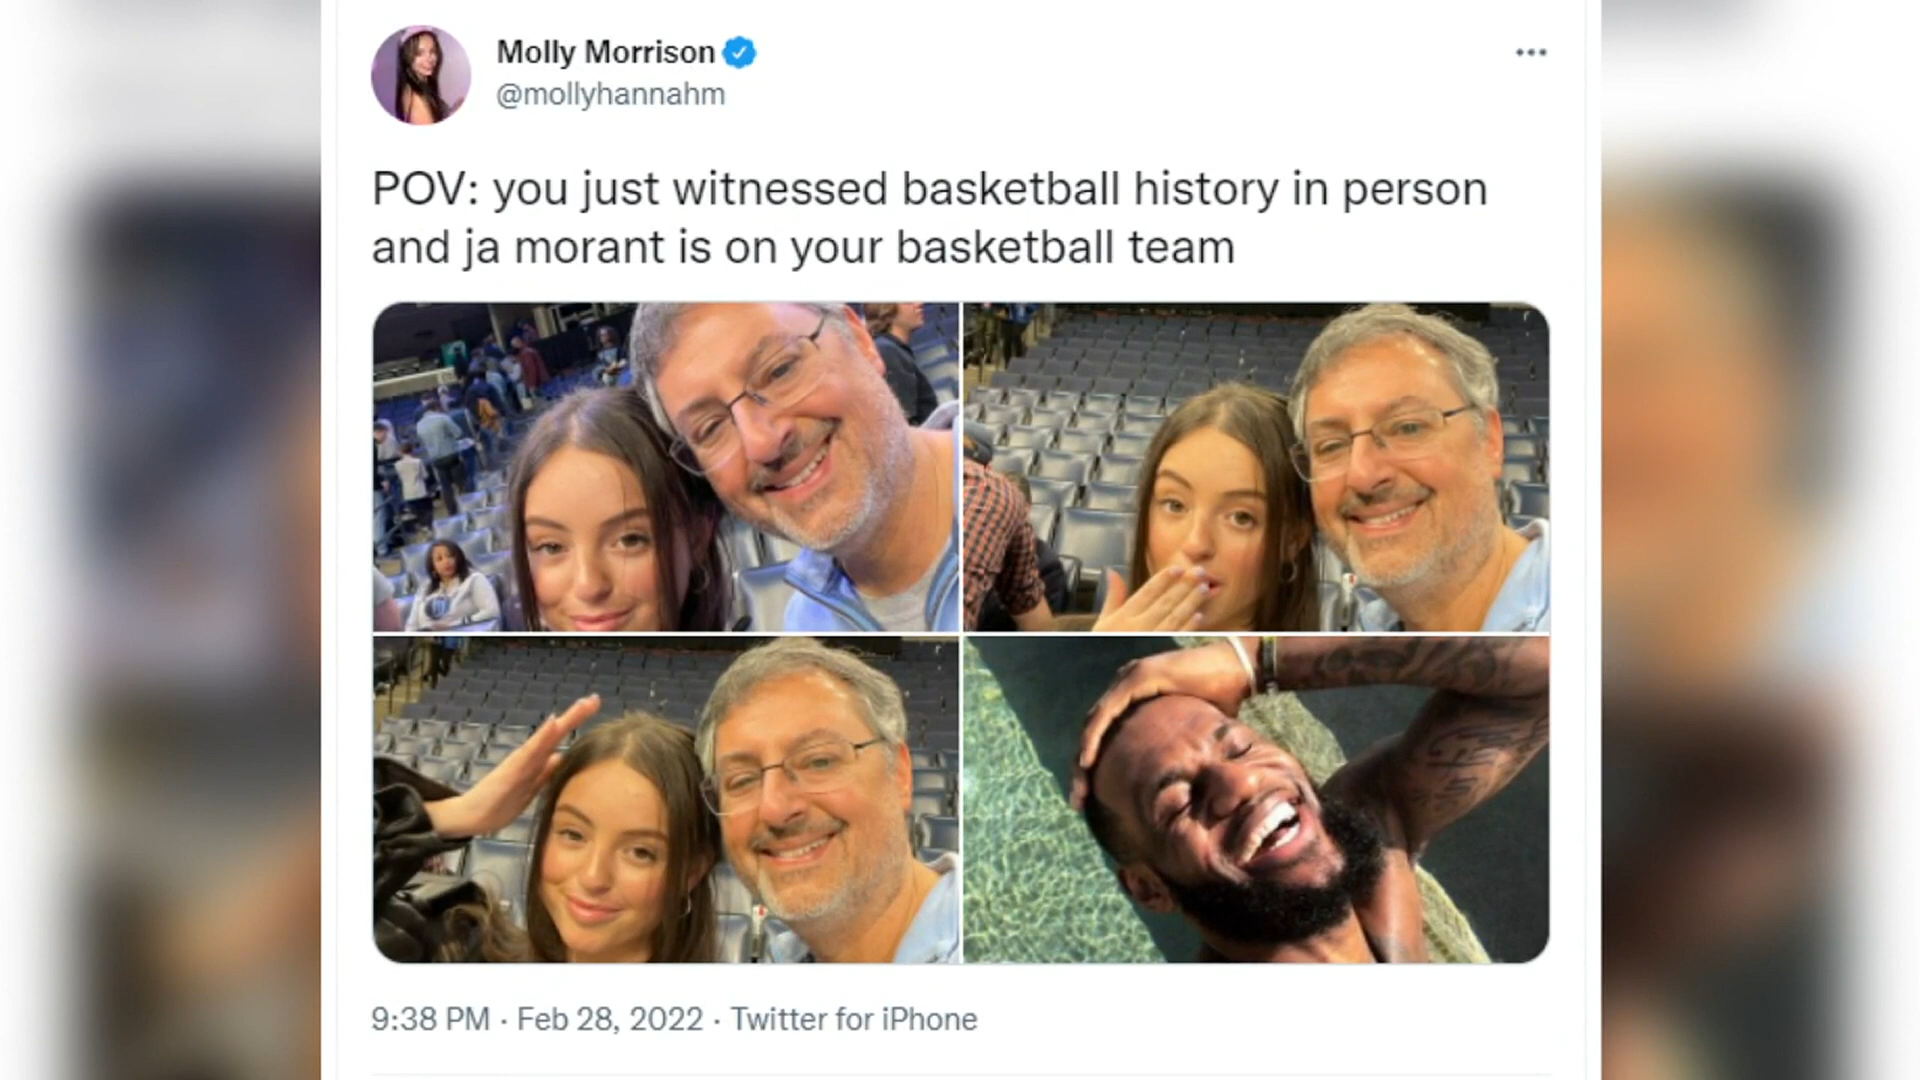 Molly Morrison
@mollyhannahm
POV: you just witnessed basketball history in person
and ja morant is on your basketball team
9:38 PM · Feb 28, 2022 · Twitter for iPhone